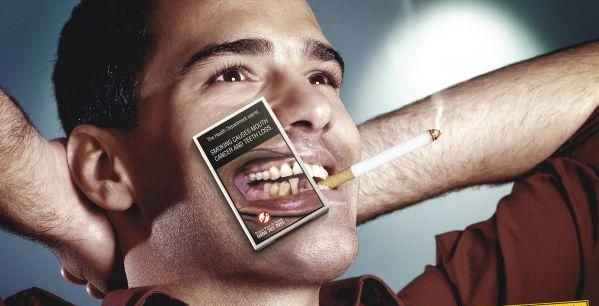 The Health Department warns:
SMOKING CAUSES MOUTH
CANCER AND TEETH LOSS